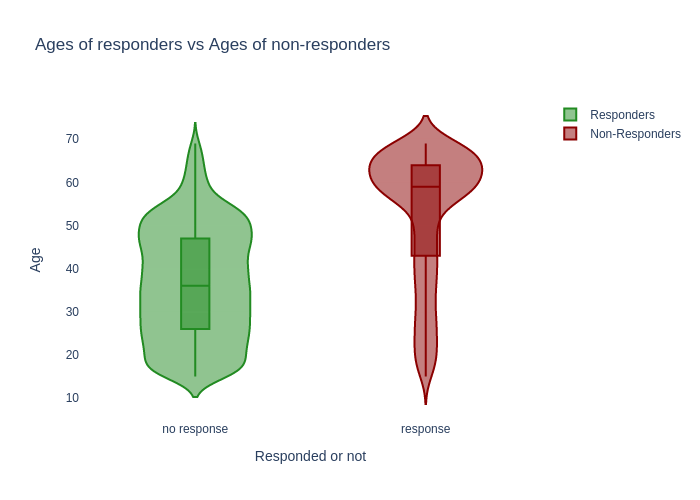 Ages of responders vs Ages of non-responders
Responders
Non-Responders
70
60
50
40
30
20
10
Age
no response
response
Responded or not